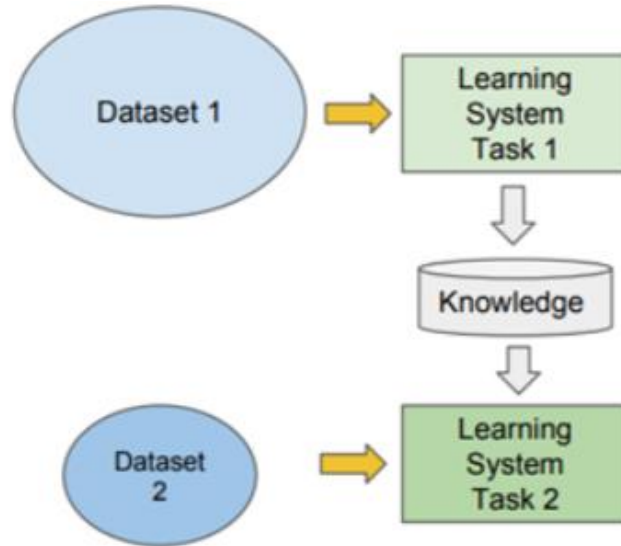 Dataset 1
Learning
System
Task 1
Knowledge
Dataset
2
Learning
System
Task 2